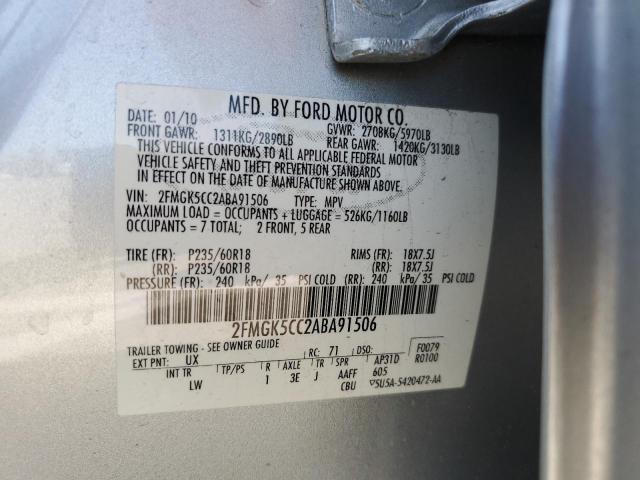 MFD. BY FORD MOTOR CO.
DATE: 01/10 GVWR: 2708KG/5970LB
FRONT GAWR: 1311KG/2890LB REAR GAWR: 1420KG/3130LB
THIS VEHICLE CONFORMS TO ALL APPLICABLE FEDERAL MOTOR
VEHICLE SAFETY AND THEFT PREVENTION STANDARDS
IN EFFECT ON THE DATE OF MANUFACTURE SHOWN ABOVE.
VIN: 2FMGK5CC2ABA91506 TYPE: MPV
MAXIMUM LOAD = OCCUPANTS + LUGGAGE = 526KG/1160LB
OCCUPANTS = 7 TOTAL; 2 FRONT, 5 REAR
TIRE (FR): P235/60R18 RIMS (FR): 18X7.5J
(RR): P235/60R18 (RR): 18X7.5J
PRESSURE (FR): 240 kPa/ 35 PSI COLD (RR): 240 kPa/ 35 PSI COLD
2FMGK5CC2ABA91506
TRAILER TOWING - SEE OWNER GUIDE F0079
EXT PNT: UX RC: 71 DSO: R0100
INT TR TP/PS R AXLE TR SPR AP31D
LW 1 3E J AAFF 605
CBU 5U5A-5420472-AA